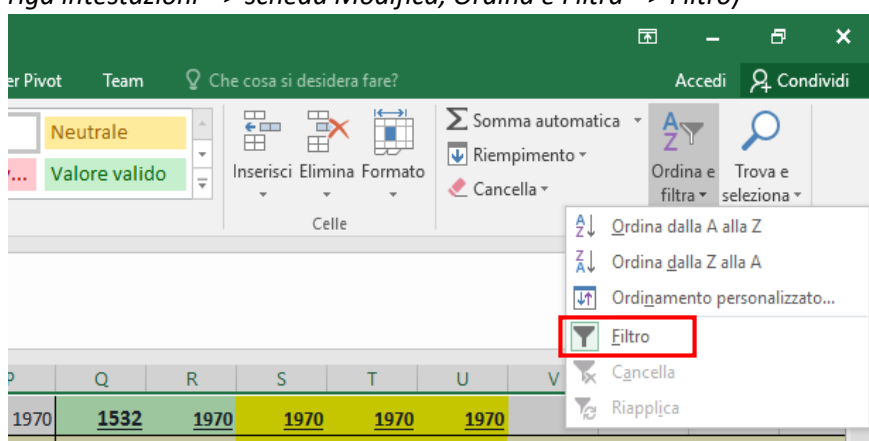 riga intestazioni -> scheda Modifica, Ordina e Filtra -> Filtro)
er Pivot Team Che cosa si desidera fare? Accedi Condividi
Neutrale
... Valore valido
Inserisci Elimina Formato
Celle
Somma automatica
Riempimento
Cancella
Ordina e filtra
Trova e seleziona
Ordina dalla A alla Z
Ordina dalla Z alla A
Ordinamento personalizzato...
Filtro
Cancella
Riapplica
P Q R S T U V
1970 1532 1970 1970 1970 1970